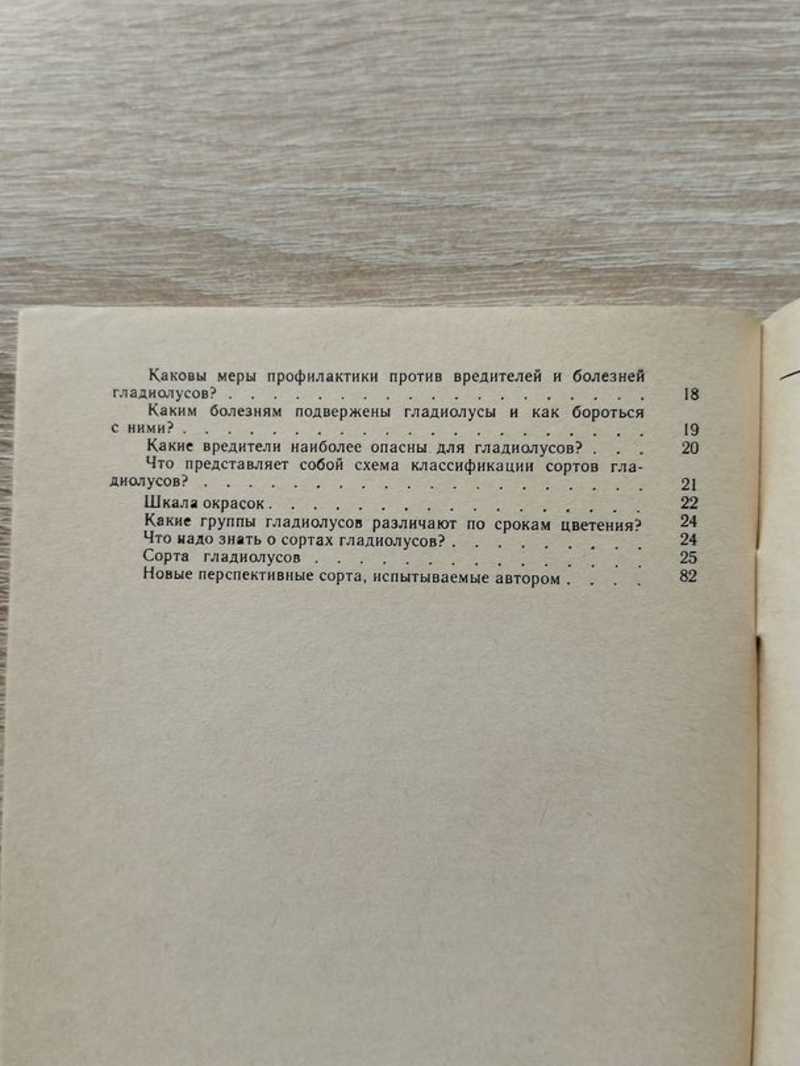 Каковы меры профилактики против вредителей и болезней
гладиолусов? . . . . . . . . . . . . . . . . . . . 18
Каким болезням подвержены гладиолусы и как бороться
с ними? . . . . . . . . . . . . . . . . . . . . . 19
Какие вредители наиболее опасны для гладиолусов? . . . 20
Что представляет собой схема классификации сортов гла-
диолусов? . . . . . . . . . . . . . . . . . . . . 21
Шкала окрасок . . . . . . . . . . . . . . . . . 22
Какие группы гладиолусов различают по срокам цветения? 24
Что надо знать о сортах гладиолусов? . . . . . . . . . 24
Сорта гладиолусов . . . . . . . . . . . . . . . 25
Новые перспективные сорта, испытываемые автором . . . . 82